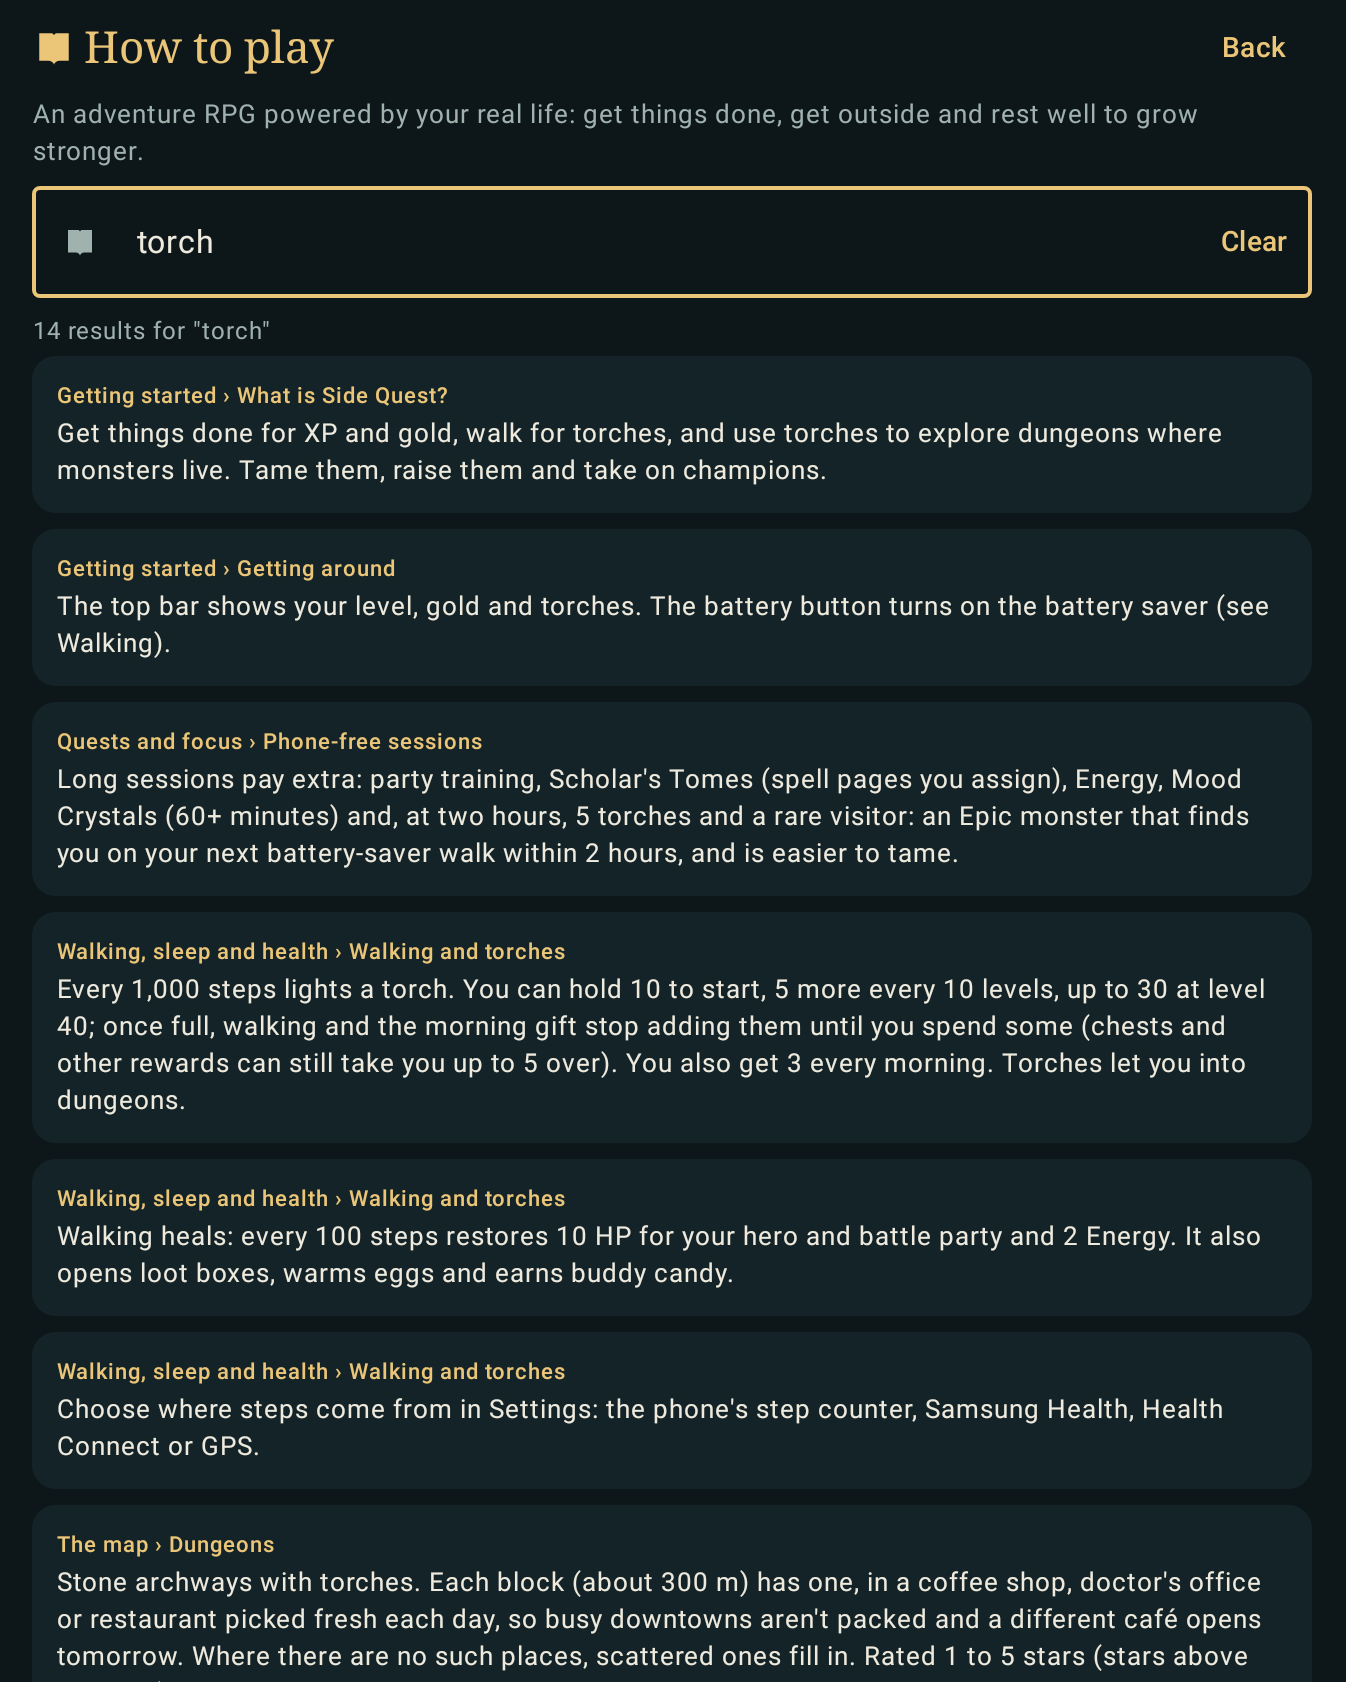 How to play
Back
An adventure RPG powered by your real life: get things done, get outside and rest well to grow
stronger.
torch
Clear
14 results for "torch"
Getting started › What is Side Quest?
Get things done for XP and gold, walk for torches, and use torches to explore dungeons where
monsters live. Tame them, raise them and take on champions.
Getting started › Getting around
The top bar shows your level, gold and torches. The battery button turns on the battery saver (see
Walking).
Quests and focus › Phone-free sessions
Long sessions pay extra: party training, Scholar's Tomes (spell pages you assign), Energy, Mood
Crystals (60+ minutes) and, at two hours, 5 torches and a rare visitor: an Epic monster that finds
you on your next battery-saver walk within 2 hours, and is easier to tame.
Walking, sleep and health › Walking and torches
Every 1,000 steps lights a torch. You can hold 10 to start, 5 more every 10 levels, up to 30 at level
40; once full, walking and the morning gift stop adding them until you spend some (chests and
other rewards can still take you up to 5 over). You also get 3 every morning. Torches let you into
dungeons.
Walking, sleep and health › Walking and torches
Walking heals: every 100 steps restores 10 HP for your hero and battle party and 2 Energy. It also
opens loot boxes, warms eggs and earns buddy candy.
Walking, sleep and health › Walking and torches
Choose where steps come from in Settings: the phone's step counter, Samsung Health, Health
Connect or GPS.
The map › Dungeons
Stone archways with torches. Each block (about 300 m) has one, in a coffee shop, doctor's office
or restaurant picked fresh each day, so busy downtowns aren't packed and a different café opens
tomorrow. Where there are no such places, scattered ones fill in. Rated 1 to 5 stars (stars above